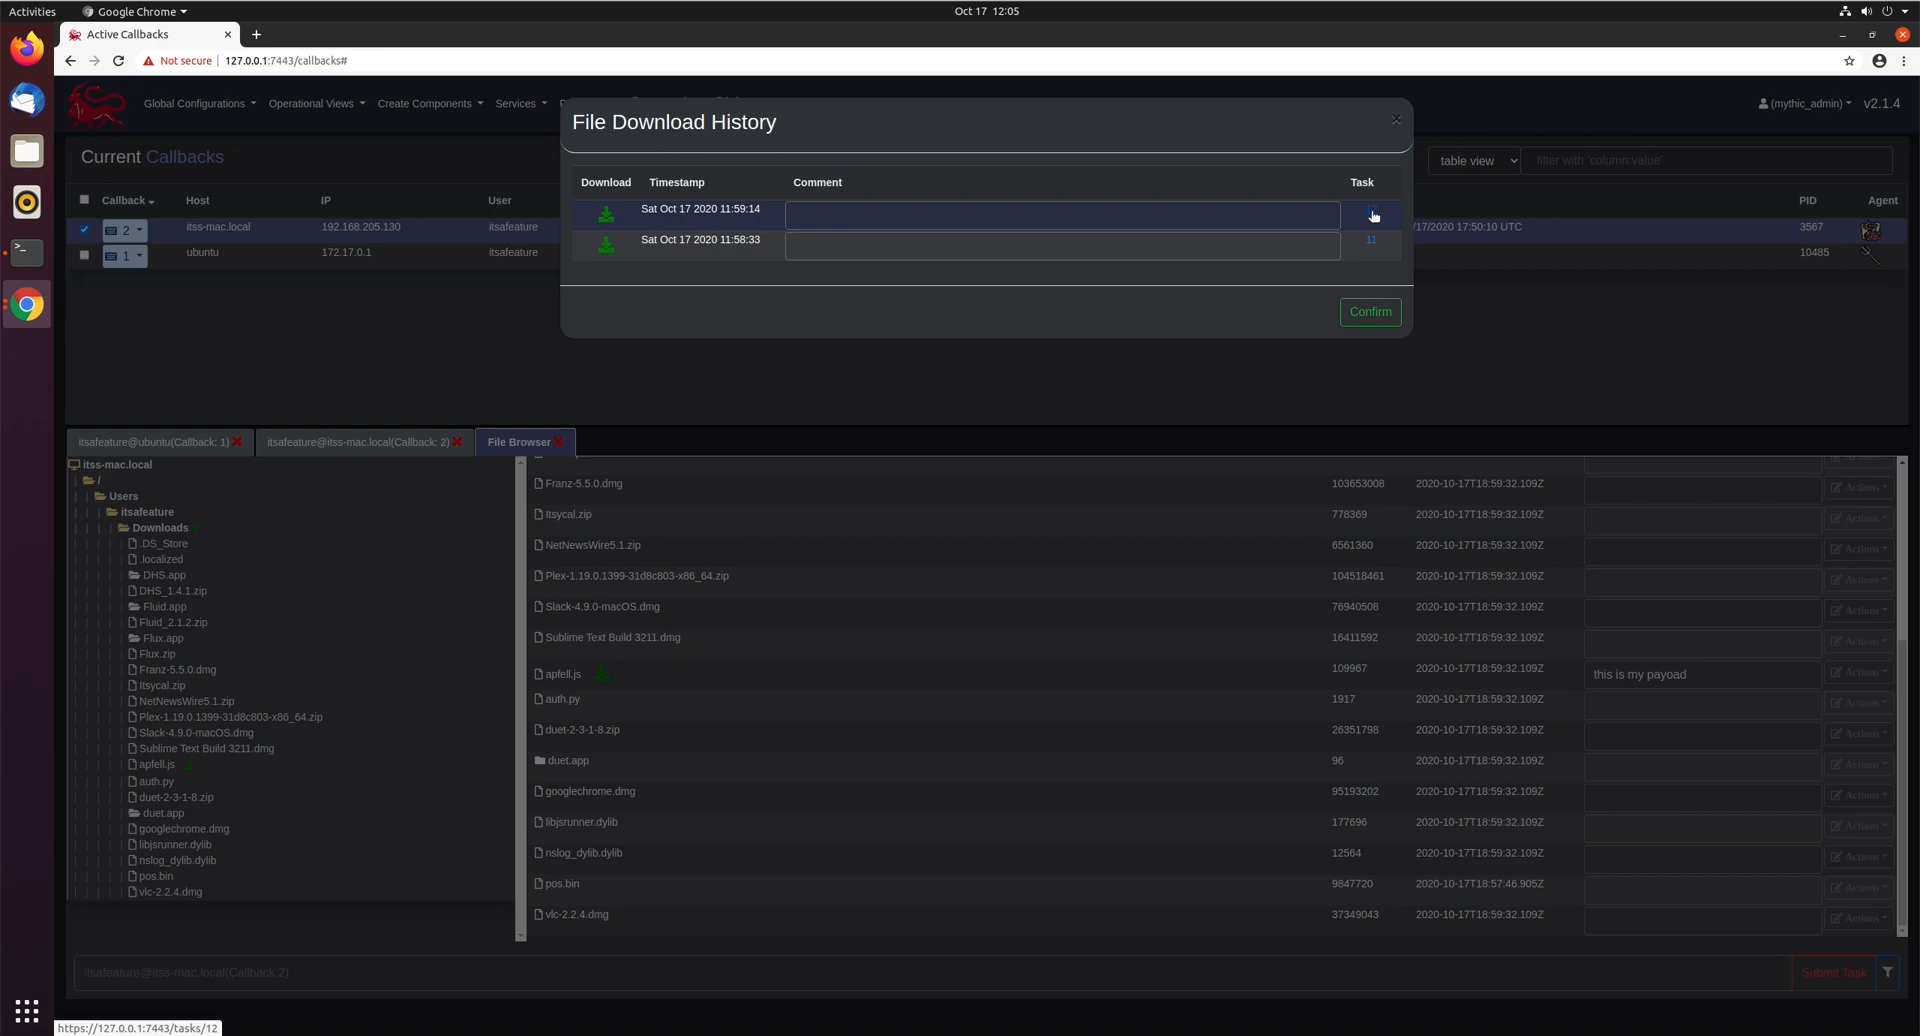 Activities
Google Chrome
Oct 17 12:05
Active Callbacks
Not secure | 127.0.0.1:7443/callbacks#
Global Configurations
Operational Views
Create Components
Services
(mythic_admin)
v2.1.4
File Download History
Download Timestamp Comment Task
Sat Oct 17 2020 11:59:14
Sat Oct 17 2020 11:58:33 11
Confirm
Current Callbacks
table view
filter with 'column:value'
Callback Host IP User PID Agent
2 itss-mac.local 192.168.205.130 itsafeature /17/2020 17:50:10 UTC 3567
1 ubuntu 172.17.0.1 itsafeature 10485
itsafeature@ubuntu(Callback: 1)
itsafeature@itss-mac.local(Callback: 2)
File Browser
itss-mac.local
/
Users
itsafeature
Downloads
.DS_Store
.localized
DHS.app
DHS_1.4.1.zip
Fluid.app
Fluid_2.1.2.zip
Flux.app
Flux.zip
Franz-5.5.0.dmg
Itsycal.zip
NetNewsWire5.1.zip
Plex-1.19.0.1399-31d8c803-x86_64.zip
Slack-4.9.0-macOS.dmg
Sublime Text Build 3211.dmg
apfell.js
auth.py
duet-2-3-1-8.zip
duet.app
googlechrome.dmg
libjsrunner.dylib
nslog_dylib.dylib
pos.bin
vlc-2.2.4.dmg
Franz-5.5.0.dmg 103653008 2020-10-17T18:59:32.109Z Actions
Itsycal.zip 778369 2020-10-17T18:59:32.109Z Actions
NetNewsWire5.1.zip 6561360 2020-10-17T18:59:32.109Z Actions
Plex-1.19.0.1399-31d8c803-x86_64.zip 104518461 2020-10-17T18:59:32.109Z Actions
Slack-4.9.0-macOS.dmg 76940508 2020-10-17T18:59:32.109Z Actions
Sublime Text Build 3211.dmg 16411592 2020-10-17T18:59:32.109Z Actions
apfell.js 109967 2020-10-17T18:59:32.109Z this is my payoad Actions
auth.py 1917 2020-10-17T18:59:32.109Z Actions
duet-2-3-1-8.zip 26351798 2020-10-17T18:59:32.109Z Actions
duet.app 96 2020-10-17T18:59:32.109Z Actions
googlechrome.dmg 95193202 2020-10-17T18:59:32.109Z Actions
libjsrunner.dylib 177696 2020-10-17T18:59:32.109Z Actions
nslog_dylib.dylib 12564 2020-10-17T18:59:32.109Z Actions
pos.bin 9847720 2020-10-17T18:57:46.905Z Actions
vlc-2.2.4.dmg 37349043 2020-10-17T18:59:32.109Z Actions
itsafeature@itss-mac.local(Callback:2)
Submit Task
https://127.0.0.1:7443/tasks/12